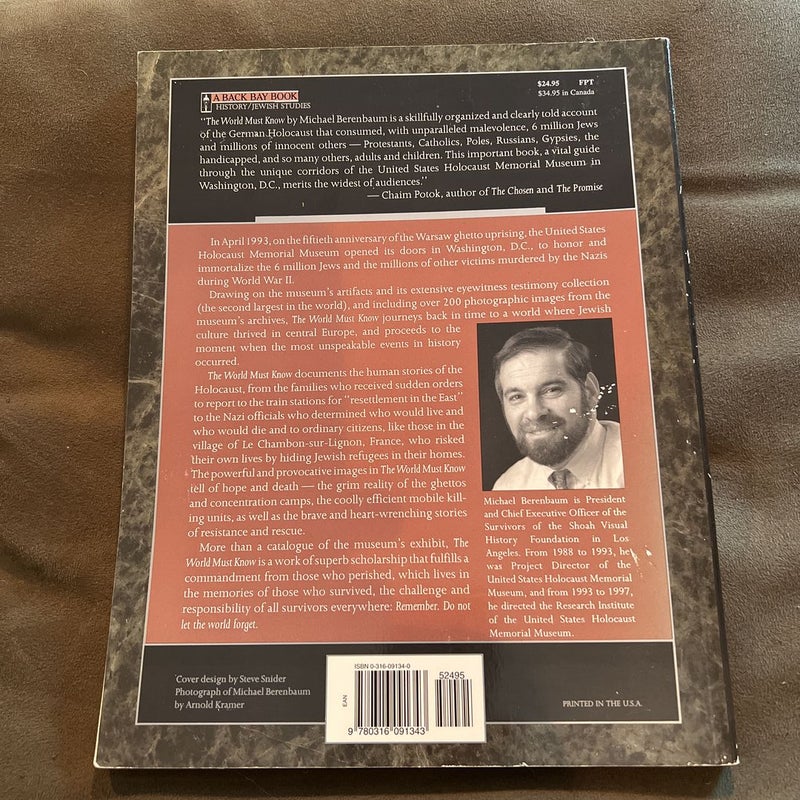 A BACK BAY BOOK
HISTORY/JEWISH STUDIES
$24.95 FPT
$34.95 in Canada
"The World Must Know by Michael Berenbaum is a skillfully organized and clearly told account
of the German Holocaust that consumed, with unparalleled malevolence, 6 million Jews
and millions of innocent others — Protestants, Catholics, Poles, Russians, Gypsies, the
handicapped, and so many others, adults and children. This important book, a vital guide
through the unique corridors of the United States Holocaust Memorial Museum in
Washington, D.C., merits the widest of audiences."
— Chaim Potok, author of The Chosen and The Promise
In April 1993, on the fiftieth anniversary of the Warsaw ghetto uprising, the United States
Holocaust Memorial Museum opened its doors in Washington, D.C., to honor and
immortalize the 6 million Jews and the millions of other victims murdered by the Nazis
during World War II.
Drawing on the museum's artifacts and its extensive eyewitness testimony collection
(the second largest in the world), and including over 200 photographic images from the
museum's archives, The World Must Know journeys back in time to a world where Jewish
culture thrived in central Europe, and proceeds to the
moment when the most unspeakable events in history
occurred.
The World Must Know documents the human stories of the
Holocaust, from the families who received sudden orders
to report to the train stations for "resettlement in the East"
to the Nazi officials who determined who would live and
who would die and to ordinary citizens, like those in the
village of Le Chambon-sur-Lignon, France, who risked
their own lives by hiding Jewish refugees in their homes.
The powerful and provocative images in The World Must Know
tell of hope and death — the grim reality of the ghettos
and concentration camps, the coolly efficient mobile kill-
ing units, as well as the brave and heart-wrenching stories
of resistance and rescue.
More than a catalogue of the museum's exhibit, The
World Must Know is a work of superb scholarship that fulfills a
commandment from those who perished, which lives in
the memories of those who survived, the challenge and
responsibility of all survivors everywhere: Remember. Do not
let the world forget.
Michael Berenbaum is President
and Chief Executive Officer of the
Survivors of the Shoah Visual
History Foundation in Los
Angeles. From 1988 to 1993, he
was Project Director of the
United States Holocaust Memorial
Museum, and from 1993 to 1997,
he directed the Research Institute
of the United States Holocaust
Memorial Museum.
Cover design by Steve Snider
Photograph of Michael Berenbaum
by Arnold Kramer
EAN
ISBN 0-316-09134-0
52495
9 780316 091343
PRINTED IN THE U.S.A.